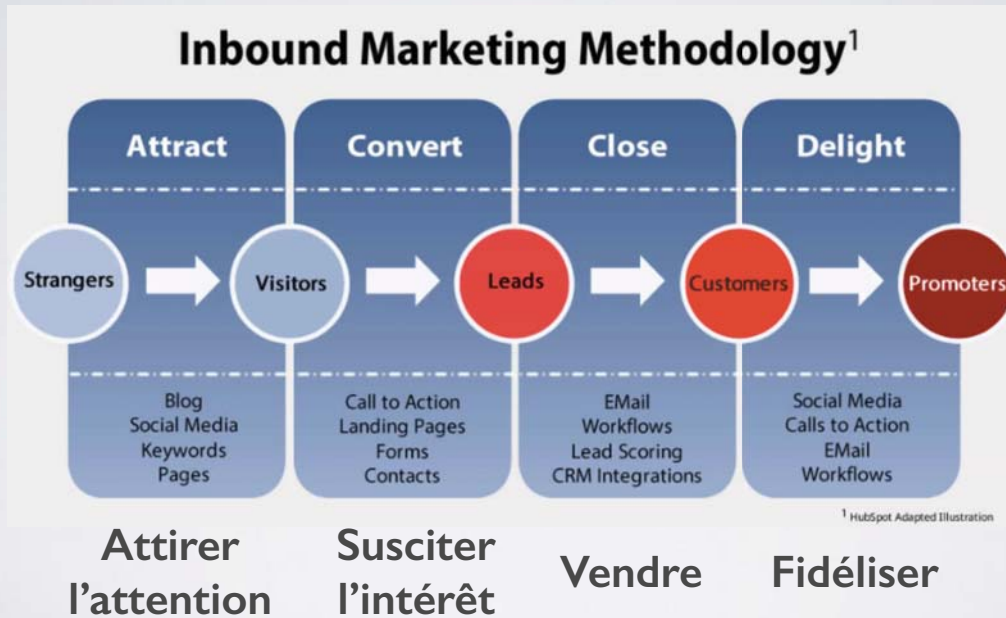 Inbound Marketing Methodology¹
Attract
Convert
Close
Delight
Strangers
Visitors
Leads
Customers
Promoters
Blog
Social Media
Keywords
Pages
Call to Action
Landing Pages
Forms
Contacts
EMail
Workflows
Lead Scoring
CRM Integrations
Social Media
Calls to Action
EMail
Workflows
¹ HubSpot Adapted Illustration
Attirer
l’attention
Susciter
l’intérêt
Vendre
Fidéliser